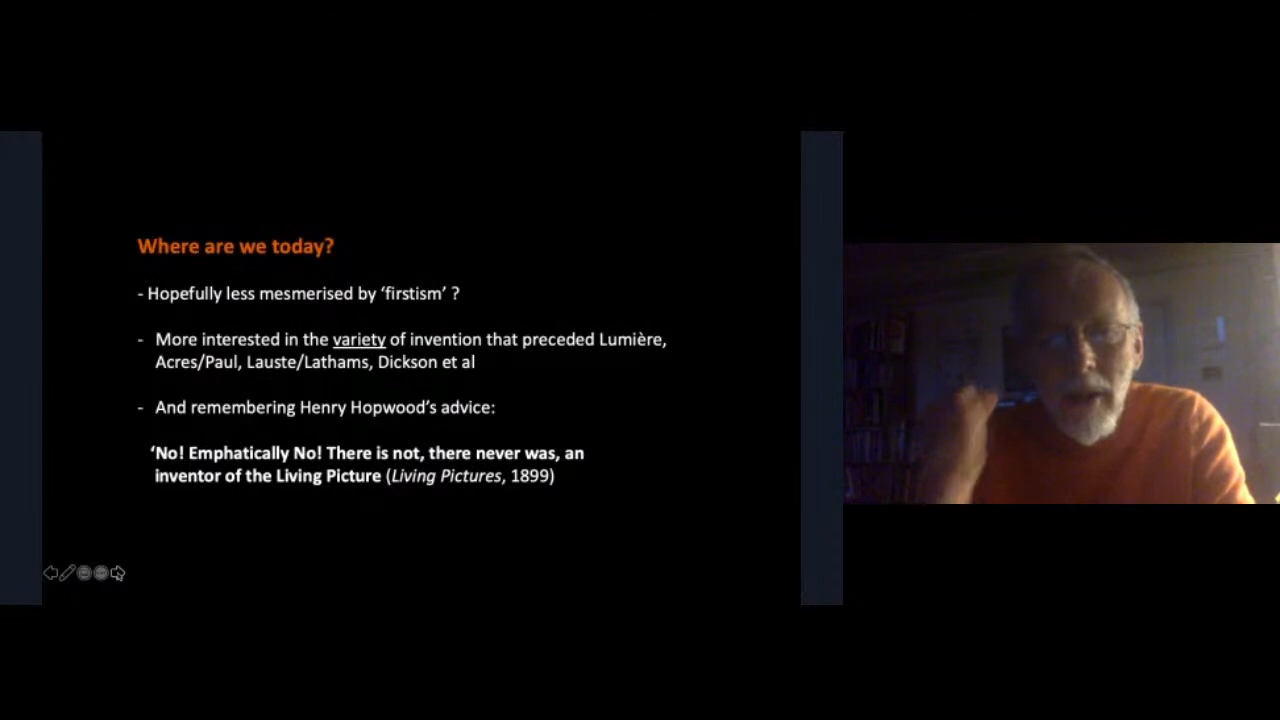 Where are we today?
- Hopefully less mesmerised by ‘firstism’ ?
- More interested in the variety of invention that preceded Lumière,
Acres/Paul, Lauste/Lathams, Dickson et al
- And remembering Henry Hopwood’s advice:
‘No! Emphatically No! There is not, there never was, an
inventor of the Living Picture (Living Pictures, 1899)